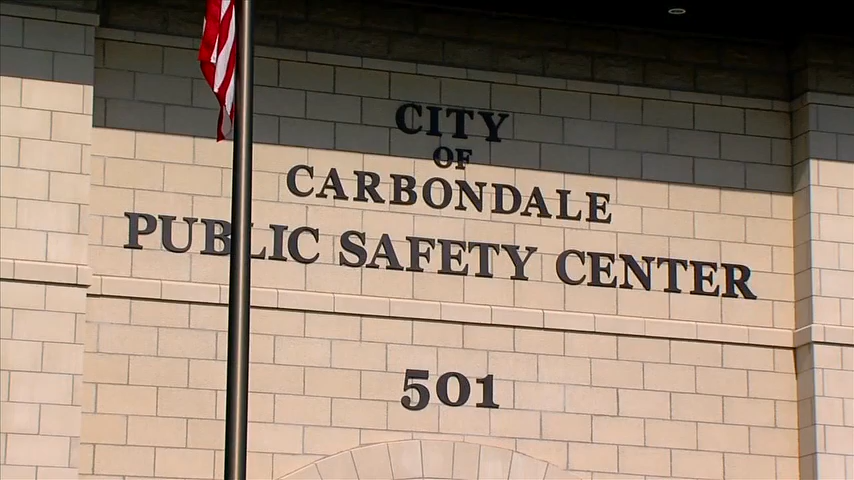 CITY
OF
CARBONDALE
PUBLIC SAFETY CENTER
501